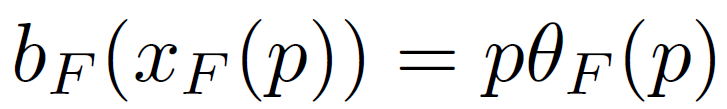 b_F(x_F(p)) = pθ_F(p)